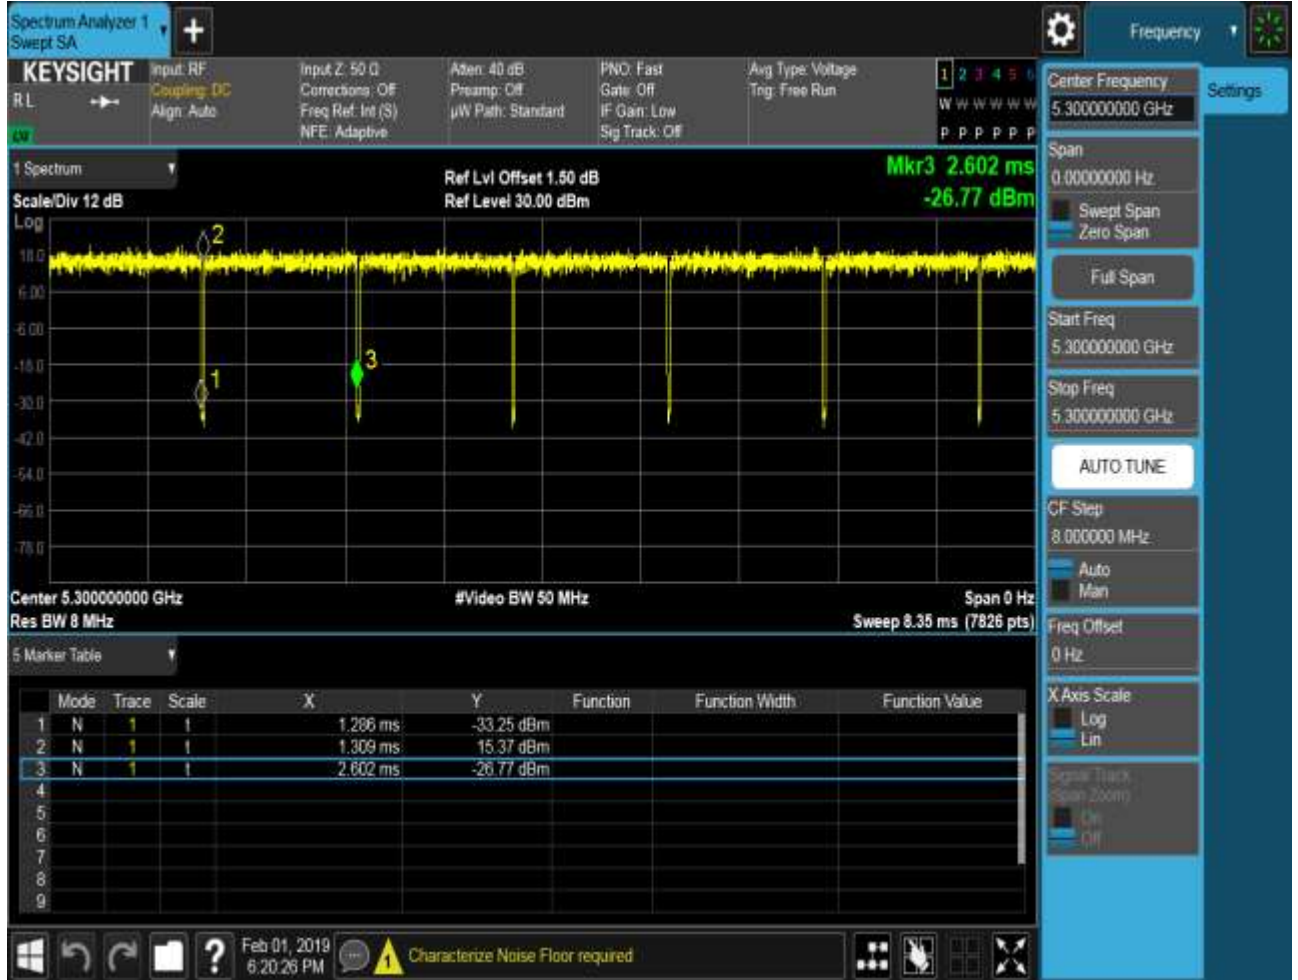 Spectrum Analyzer 1
Swept SA
Frequency
KEYSIGHT
RL
Input: RF
Coupling: DC
Align: Auto
Input Z: 50 Ω
Corrections: Off
Freq Ref: Int (S)
NFE: Adaptive
Atten: 40 dB
Preamp: Off
µW Path: Standard
PNO: Fast
Gate: Off
IF Gain: Low
Sig Track: Off
Avg Type: Voltage
Trig: Free Run
1 2 3 4 5 6
W W W W W W
P P P P P P
1 Spectrum
Scale/Div 12 dB
Log
Ref Lvl Offset 1.50 dB
Ref Level 30.00 dBm
Mkr3 2.602 ms
-26.77 dBm
18.0
6.00
-6.00
-18.0
-30.0
-42.0
-54.0
-66.0
-78.0
2
1
3
Center 5.300000000 GHz
#Video BW 50 MHz
Span 0 Hz
Res BW 8 MHz
Sweep 8.35 ms (7826 pts)
5 Marker Table
Mode Trace Scale X Y Function Function Width Function Value
1 N 1 t 1.286 ms -33.25 dBm
2 N 1 t 1.309 ms 15.37 dBm
3 N 1 t 2.602 ms -26.77 dBm
4
5
6
7
8
9
Center Frequency
5.300000000 GHz
Settings
Span
0.00000000 Hz
Swept Span
Zero Span
Full Span
Start Freq
5.300000000 GHz
Stop Freq
5.300000000 GHz
AUTO TUNE
CF Step
8.000000 MHz
Auto
Man
Freq Offset
0 Hz
X Axis Scale
Log
Lin
Signal Track
(Span Zoom)
On
Off
?
Feb 01, 2019
6:20:26 PM
1
Characterize Noise Floor required